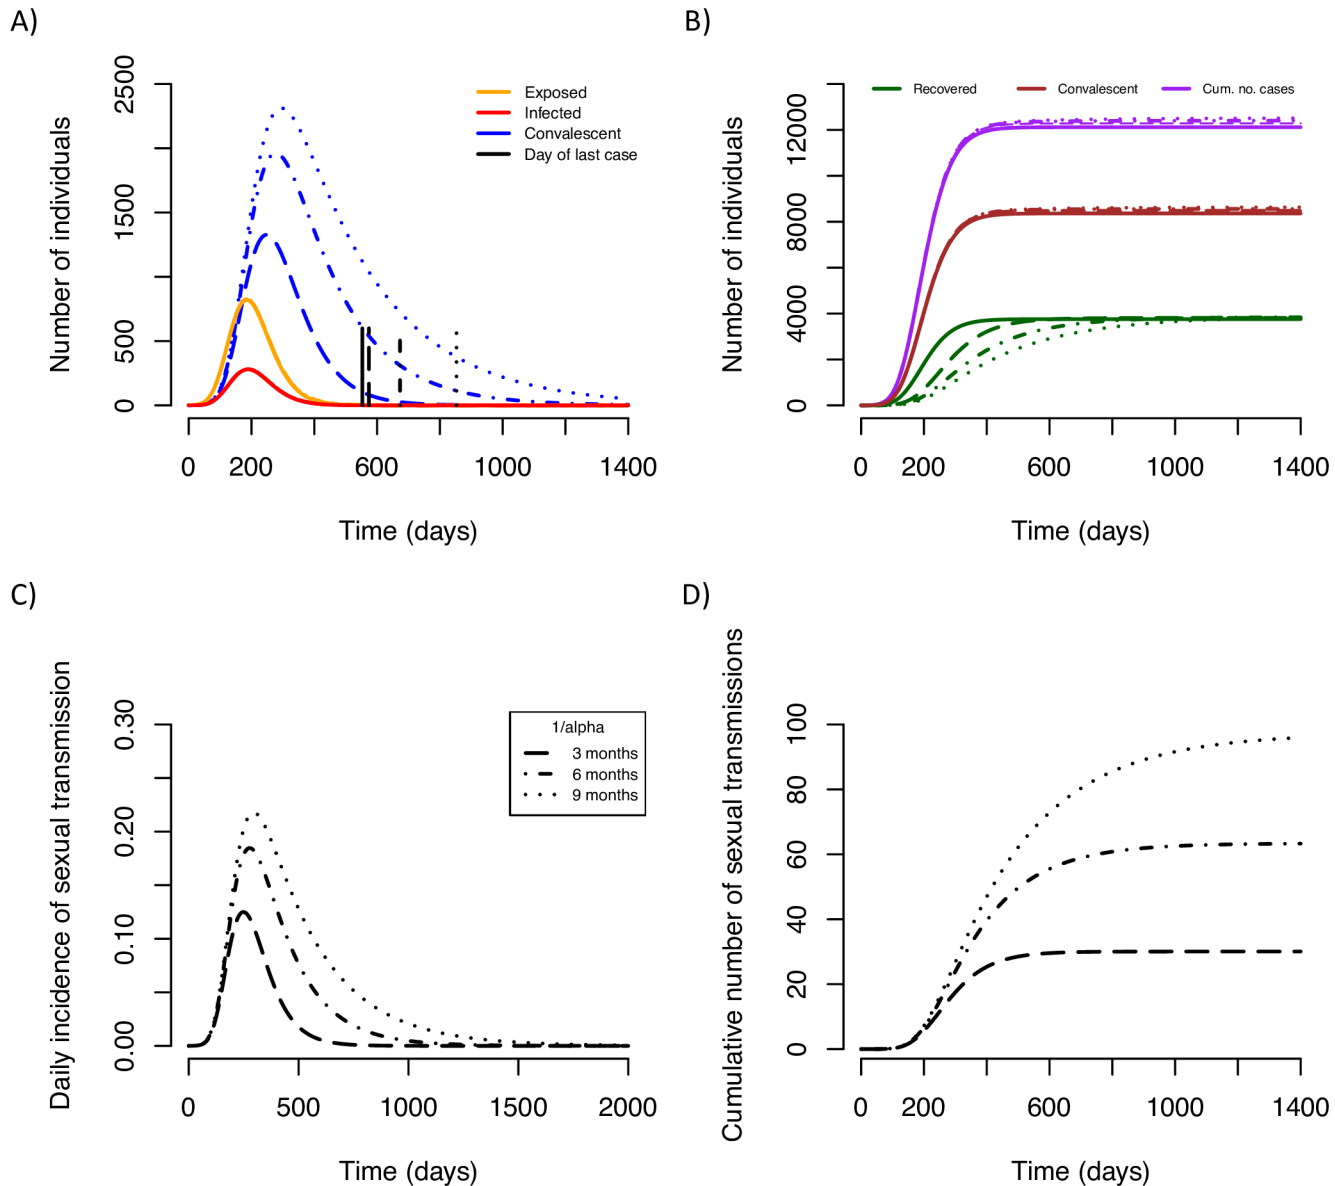 A)
Number of individuals
2500
1500
500
0
Exposed
Infected
Convalescent
Day of last case
0 200 600 1000 1400
Time (days)
B)
Number of individuals
12000
8000
4000
0
Recovered Convalescent Cum. no. cases
0 200 600 1000 1400
Time (days)
C)
Daily incidence of sexual transmission
0.30
0.20
0.10
0.00
1/alpha
3 months
6 months
9 months
0 500 1000 1500 2000
Time (days)
D)
Cumulative number of sexual transmissions
100
80
60
40
20
0
0 200 600 1000 1400
Time (days)